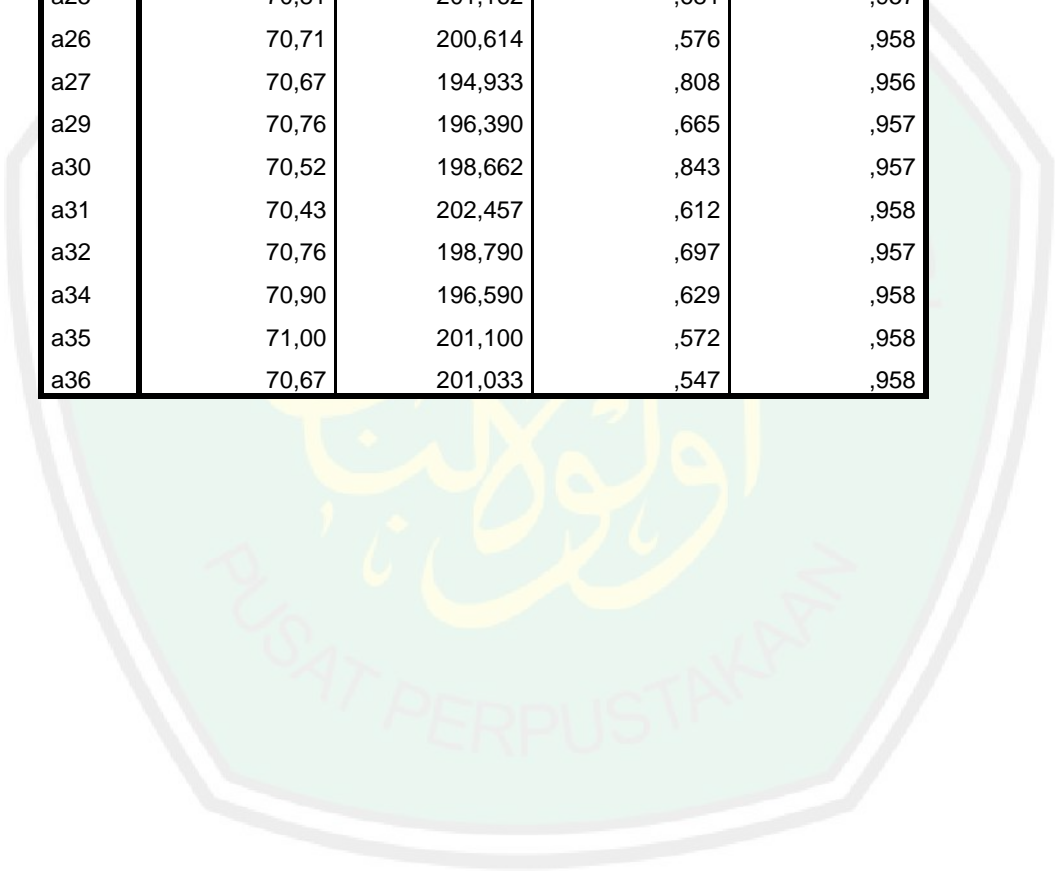 a26 70,71 200,614 ,576 ,958
a27 70,67 194,933 ,808 ,956
a29 70,76 196,390 ,665 ,957
a30 70,52 198,662 ,843 ,957
a31 70,43 202,457 ,612 ,958
a32 70,76 198,790 ,697 ,957
a34 70,90 196,590 ,629 ,958
a35 71,00 201,100 ,572 ,958
a36 70,67 201,033 ,547 ,958
PUSAT PERPUSTAKAAN